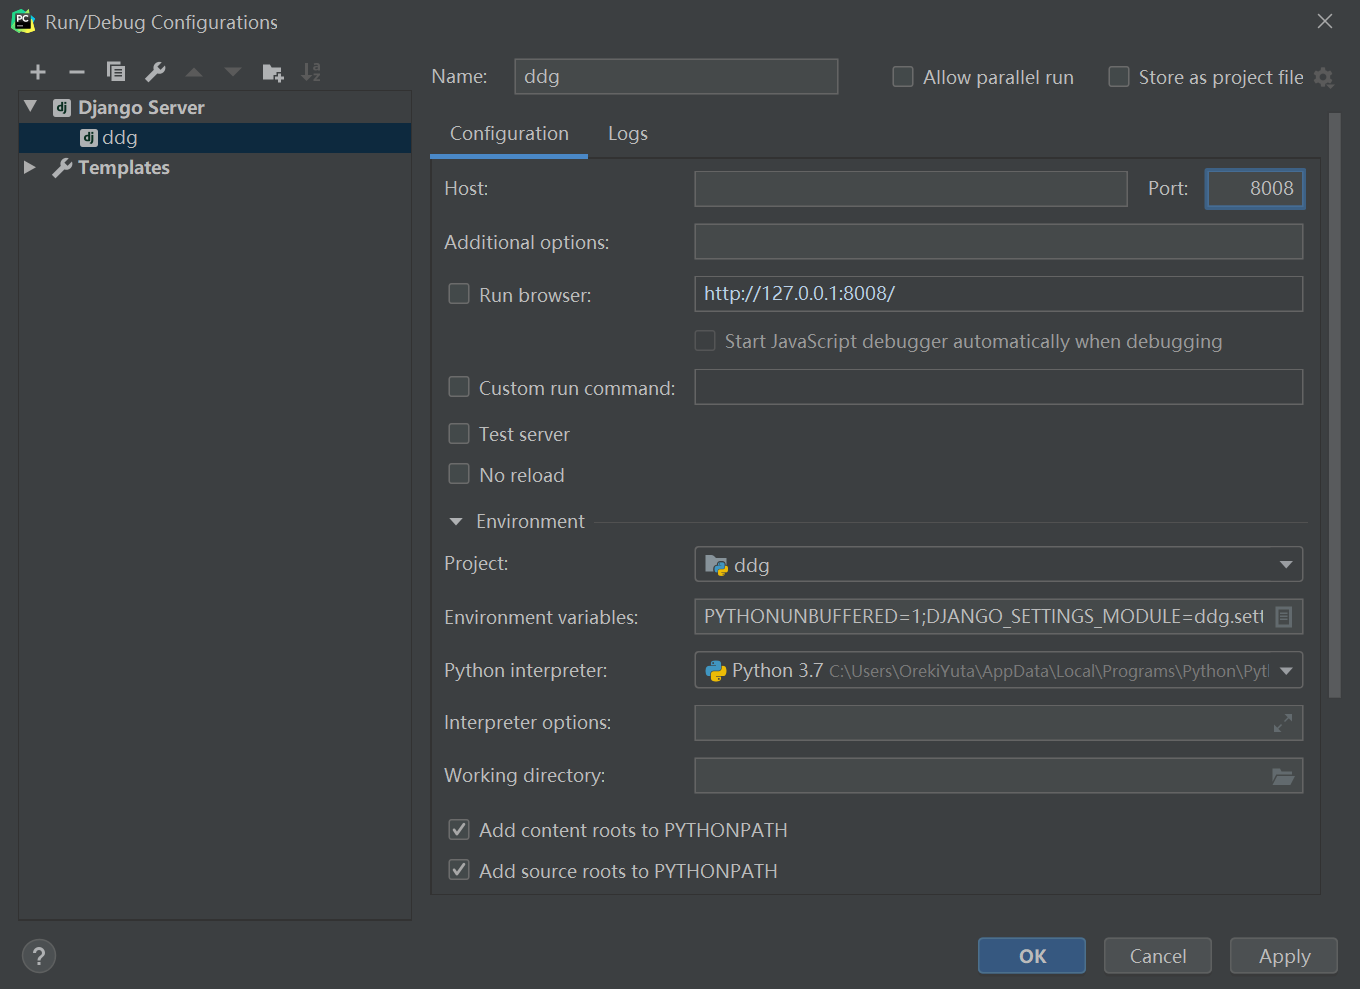 Run/Debug Configurations
Name: ddg Allow parallel run Store as project file
Django Server
ddg
Templates
Configuration Logs
Host: Port: 8008
Additional options:
Run browser: http://127.0.0.1:8008/
Start JavaScript debugger automatically when debugging
Custom run command:
Test server
No reload
Environment
Project: ddg
Environment variables: PYTHONUNBUFFERED=1;DJANGO_SETTINGS_MODULE=ddg.sett
Python interpreter: Python 3.7 C:\Users\OrekiYuta\AppData\Local\Programs\Python\Pyt
Interpreter options:
Working directory:
Add content roots to PYTHONPATH
Add source roots to PYTHONPATH
? OK Cancel Apply